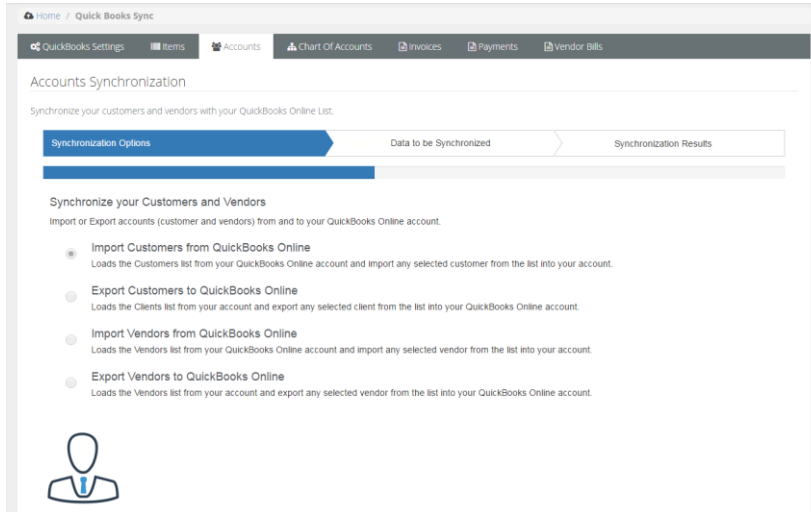 Home / Quick Books Sync
QuickBooks Settings Items Accounts Chart Of Accounts Invoices Payments Vendor Bills
Accounts Synchronization
Synchronize your customers and vendors with your QuickBooks Online List.
Synchronization Options Data to be Synchronized Synchronization Results
Synchronize your Customers and Vendors
Import or Export accounts (customer and vendors) from and to your QuickBooks Online account.
Import Customers from QuickBooks Online
Loads the Customers list from your QuickBooks Online account and import any selected customer from the list into your account.
Export Customers to QuickBooks Online
Loads the Clients list from your account and export any selected client from the list into your QuickBooks Online account.
Import Vendors from QuickBooks Online
Loads the Vendors list from your QuickBooks Online account and import any selected vendor from the list into your account.
Export Vendors to QuickBooks Online
Loads the Vendors list from your account and export any selected vendor from the list into your QuickBooks Online account.